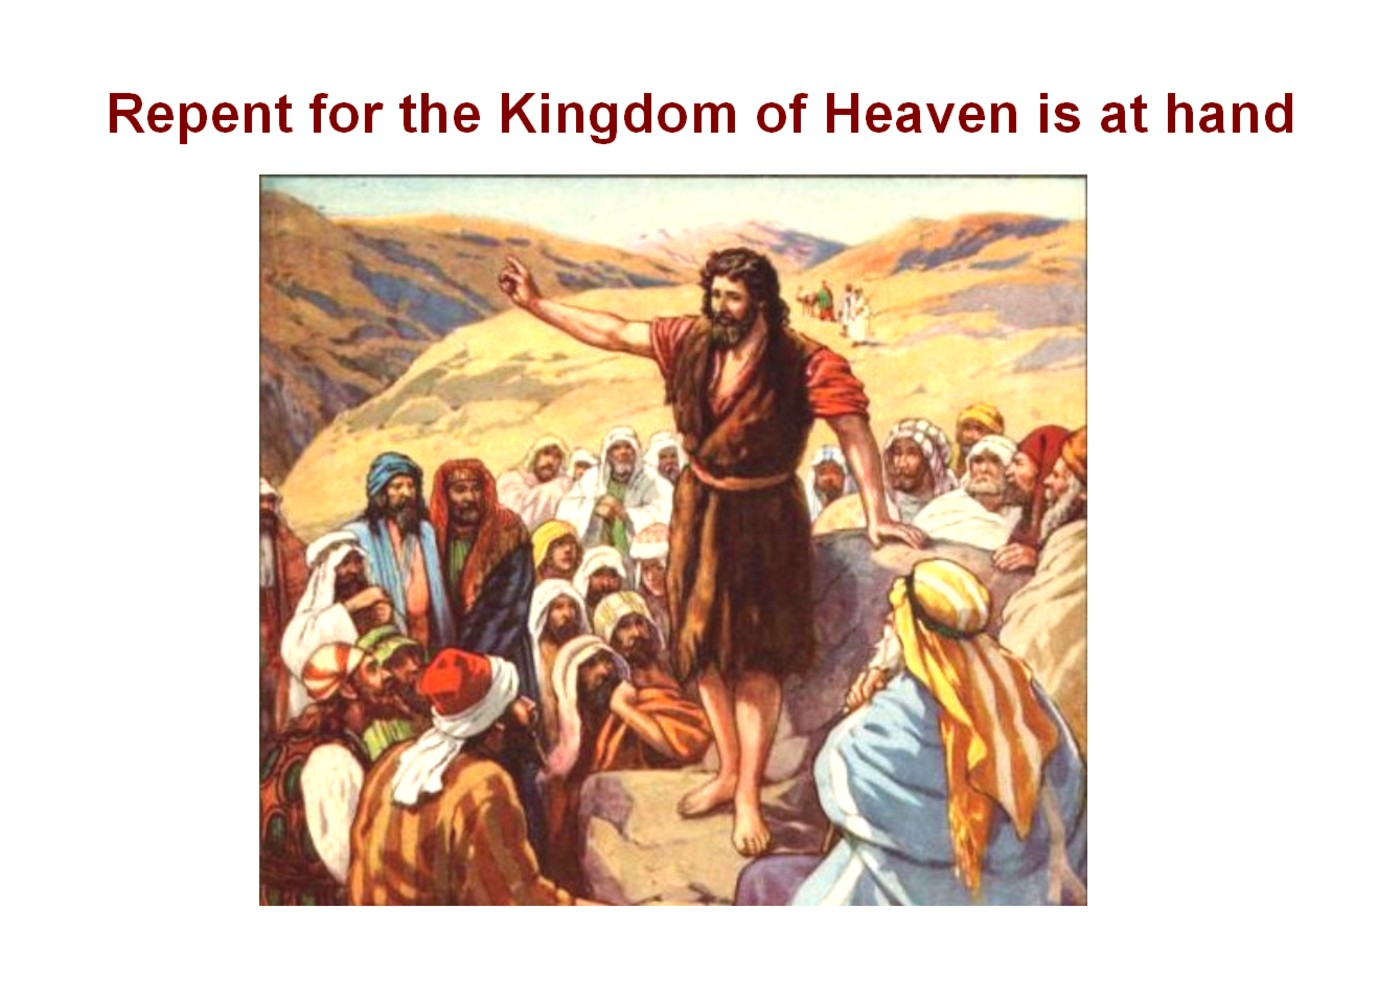 Repent for the Kingdom of Heaven is at hand